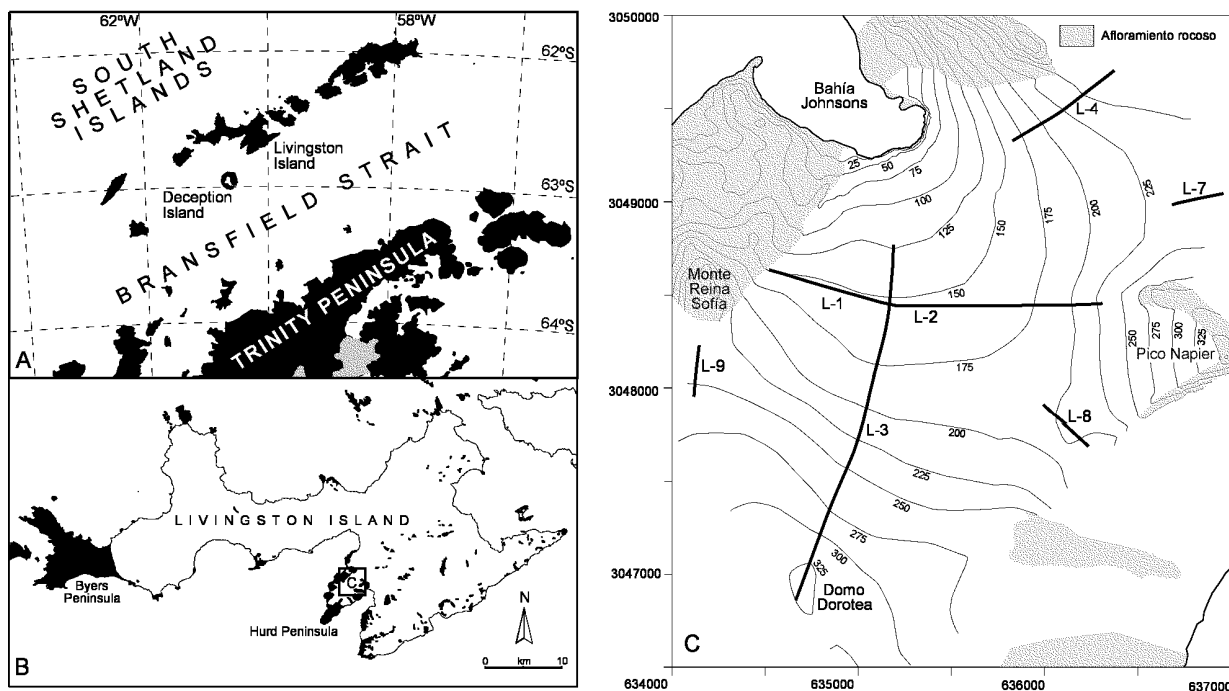 62ºW
58ºW
62ºS
SOUTH
SHETLAND
ISLANDS
Livingston
Island
63ºS
Deception
Island
BRANSFIELD STRAIT
TRINITY PENINSULA
64ºS
A
LIVINGSTON ISLAND
C
Byers
Peninsula
Hurd Peninsula
N
B
0 km 10
3050000
Afloramiento rocoso
Bahía
Johnsons
L-4
25
50
75
225
L-7
3049000
100
175
200
125
150
Monte
Reina
Sofía
150
L-1
L-2
250
275
300
325
Pico Napier
L-9
175
3048000
L-8
L-3
200
225
250
275
300
325
3047000
Domo
Dorotea
C
634000
635000
636000
637000